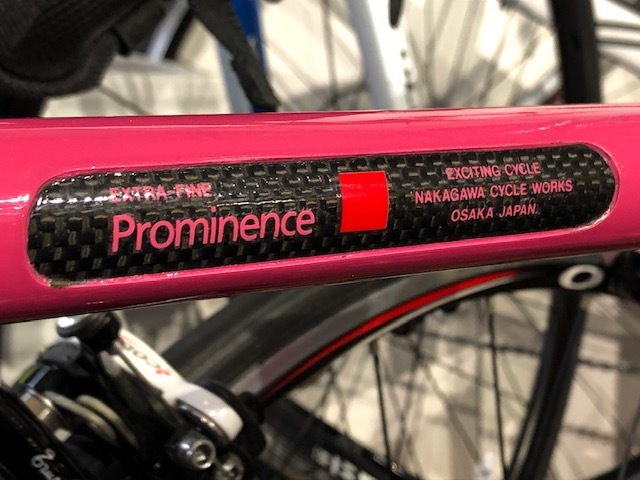 EXTRA-FINE
Prominence
EXCITING CYCLE
NAKAGAWA CYCLE WORKS
OSAKA JAPAN.